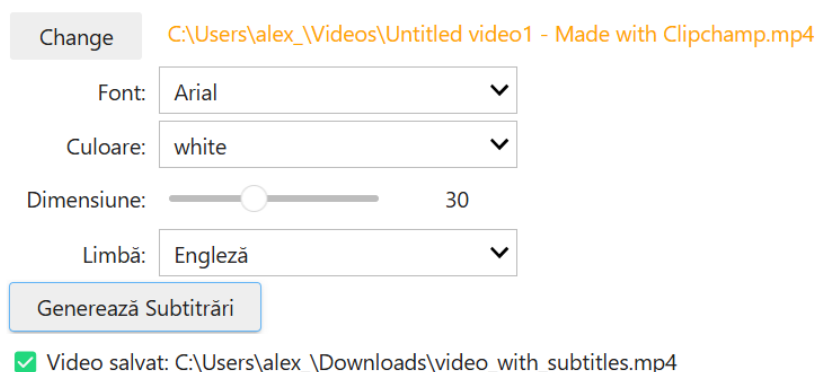 Change C:\Users\alex_\Videos\Untitled video1 - Made with Clipchamp.mp4
Font: Arial
Culoare: white
Dimensiune: 30
Limbă: Engleză
Generează Subtitrări
✅ Video salvat: C:\Users\alex_\Downloads\video_with_subtitles.mp4